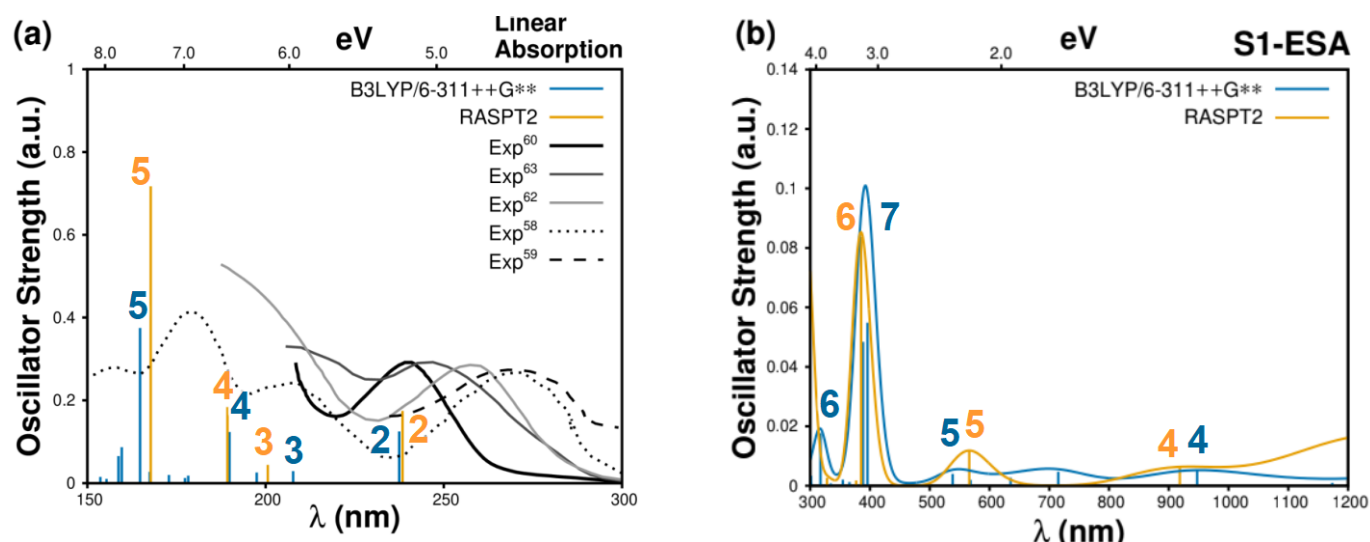 (a)
8.0 7.0 6.0 eV 5.0 Linear
Absorption
Oscillator Strength (a.u.)
1
0.8
0.6
0.4
0.2
0
B3LYP/6-311++G**
RASPT2
Exp60
Exp63
Exp62
Exp58
Exp59
5
5
4
4
3
3
2
2
150 200 250 300
λ (nm)
(b)
4.0 3.0 2.0 eV S1-ESA
Oscillator Strength (a.u.)
0.14
0.12
0.1
0.08
0.06
0.04
0.02
0
B3LYP/6-311++G**
RASPT2
6
7
6
5
5
4
4
300 400 500 600 700 800 900 1000 1100 1200
λ (nm)